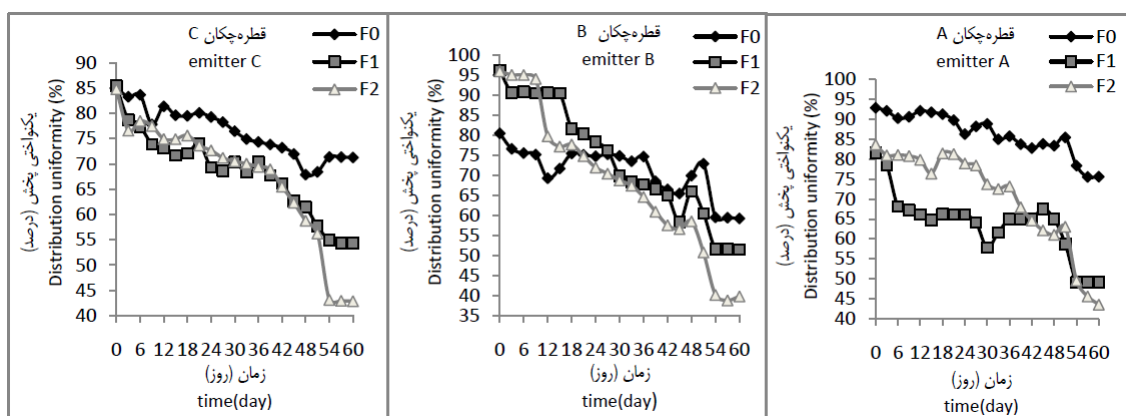 قطره‌چکان C
emitter C
F0
F1
F2
90
85
80
75
70
65
60
55
50
45
40
یکنواختی پخش (درصد)
Distribution uniformity (%)
0 6 12 18 24 30 36 42 48 54 60
زمان (روز)
time(day)
قطره‌چکان B
emitter B
F0
F1
F2
100
95
90
85
80
75
70
65
60
55
50
45
40
35
یکنواختی پخش (درصد)
Distribution uniformity (%)
0 6 12 18 24 30 36 42 48 54 60
زمان (روز)
time(day)
قطره‌چکان A
emitter A
F0
F1
F2
100
95
90
85
80
75
70
65
60
55
50
45
40
یکنواختی پخش (درصد)
Distribution uniformity (%)
0 6 12 18 24 30 36 42 48 54 60
زمان (روز)
time(day)